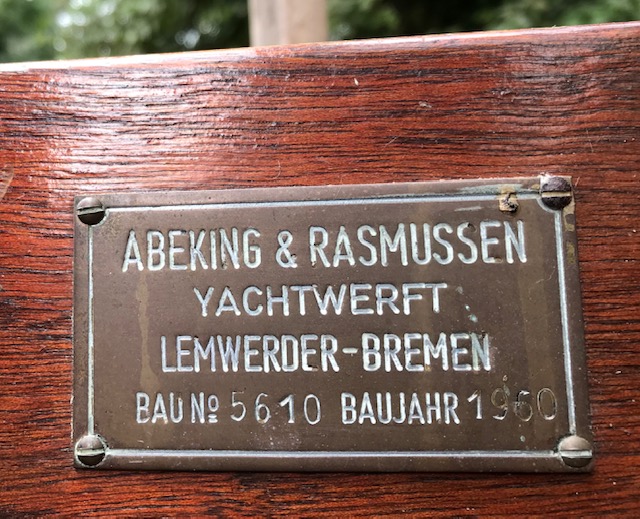 ABEKING & RASMUSSEN
YACHTWERFT
LEMWERDER-BREMEN
BAU Nº 5610 BAUJAHR 1960